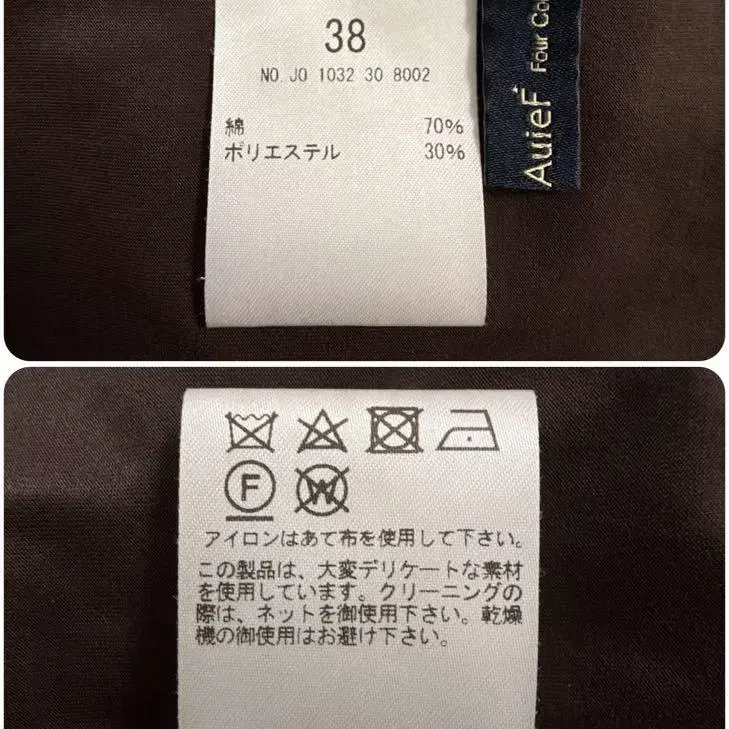 38
NO. JO 1032 30 8002
綿 70%
ポリエステル 30%
AuieF Four Co
F
W
アイロンはあて布を使用して下さい。
この製品は、大変デリケートな素材
を使用しています。クリーニングの
際は、ネットを御使用下さい。乾燥
機の御使用はお避け下さい。